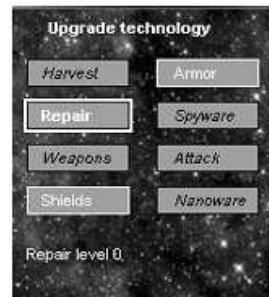 Upgrade technology
Harvest Armor
Repair Spyware
Weapons Attack
Shields Nanoware
Repair level 0